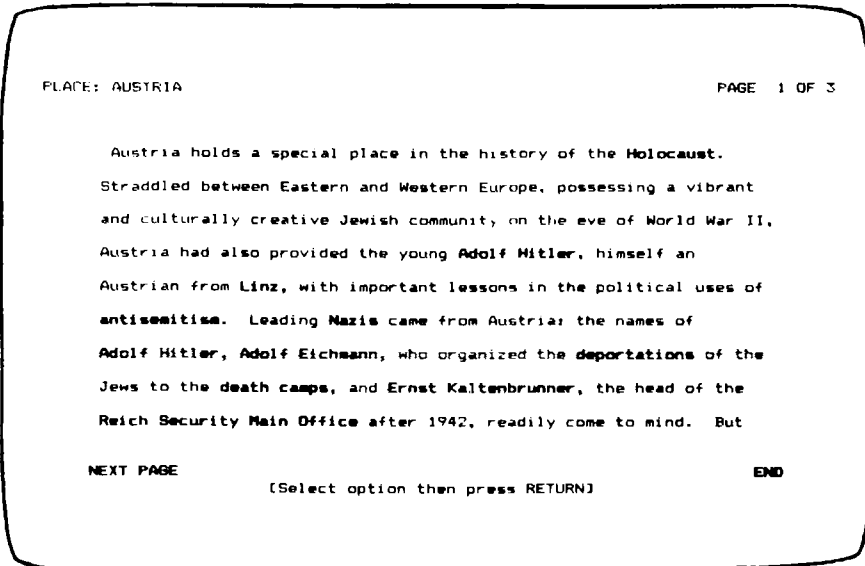 PLACE: AUSTRIA PAGE 1 OF 3
Austria holds a special place in the history of the Holocaust.
Straddled between Eastern and Western Europe, possessing a vibrant
and culturally creative Jewish community on the eve of World War II,
Austria had also provided the young Adolf Hitler, himself an
Austrian from Linz, with important lessons in the political uses of
antisemitism. Leading Nazis came from Austria: the names of
Adolf Hitler, Adolf Eichmann, who organized the deportations of the
Jews to the death camps, and Ernst Kaltenbrunner, the head of the
Reich Security Main Office after 1942, readily come to mind. But
NEXT PAGE END
[Select option then press RETURN]